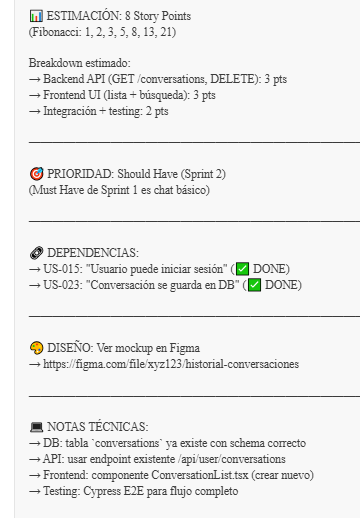 📊 ESTIMACIÓN: 8 Story Points
(Fibonacci: 1, 2, 3, 5, 8, 13, 21)
Breakdown estimado:
→ Backend API (GET /conversations, DELETE): 3 pts
→ Frontend UI (lista + búsqueda): 3 pts
→ Integración + testing: 2 pts
🎯 PRIORIDAD: Should Have (Sprint 2)
(Must Have de Sprint 1 es chat básico)
🔗 DEPENDENCIAS:
→ US-015: "Usuario puede iniciar sesión" (✅ DONE)
→ US-023: "Conversación se guarda en DB" (✅ DONE)
🎨 DISEÑO: Ver mockup en Figma
→ https://figma.com/file/xyz123/historial-conversaciones
💻 NOTAS TÉCNICAS:
→ DB: tabla `conversations` ya existe con schema correcto
→ API: usar endpoint existente /api/user/conversations
→ Frontend: componente ConversationList.tsx (crear nuevo)
→ Testing: Cypress E2E para flujo completo